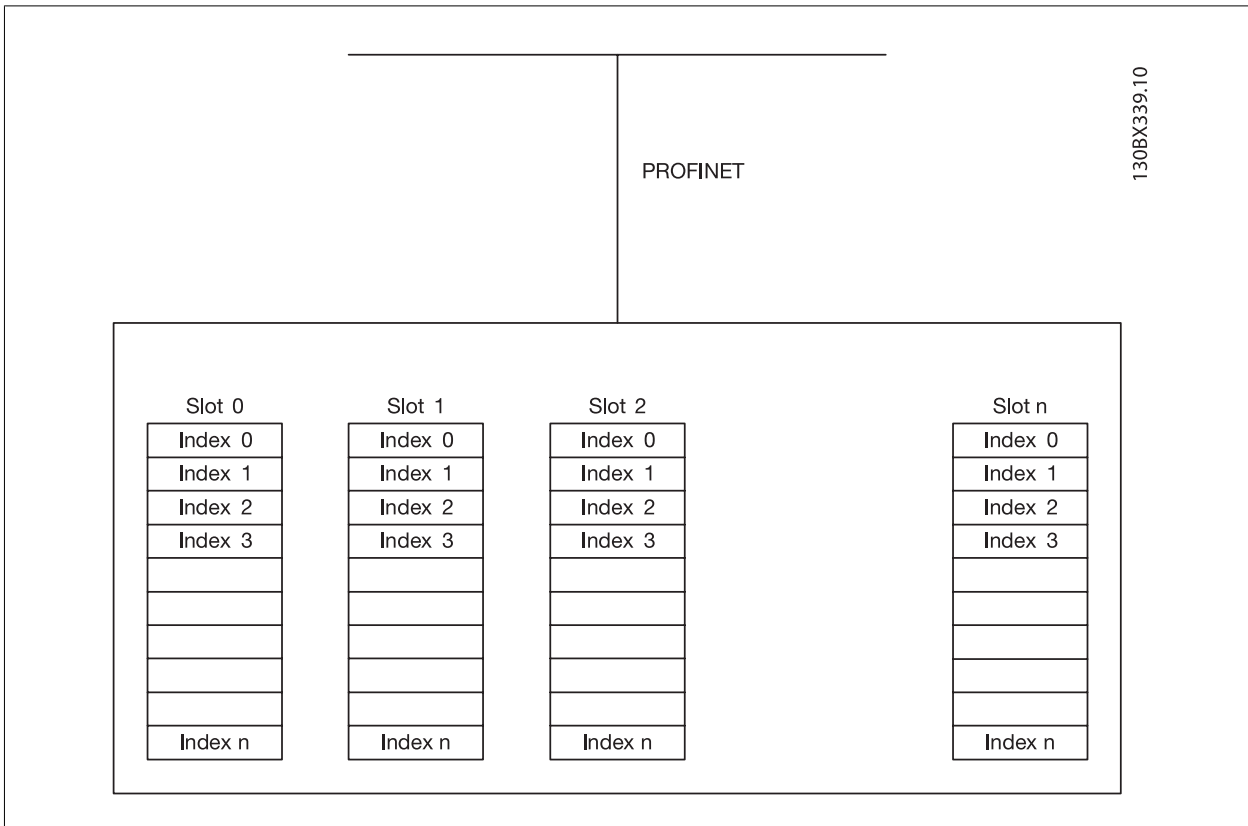 130BX339.10
PROFINET
Slot 0
Slot 1
Slot 2
Slot n
Index 0
Index 0
Index 0
Index 0
Index 1
Index 1
Index 1
Index 1
Index 2
Index 2
Index 2
Index 2
Index 3
Index 3
Index 3
Index 3
Index n
Index n
Index n
Index n